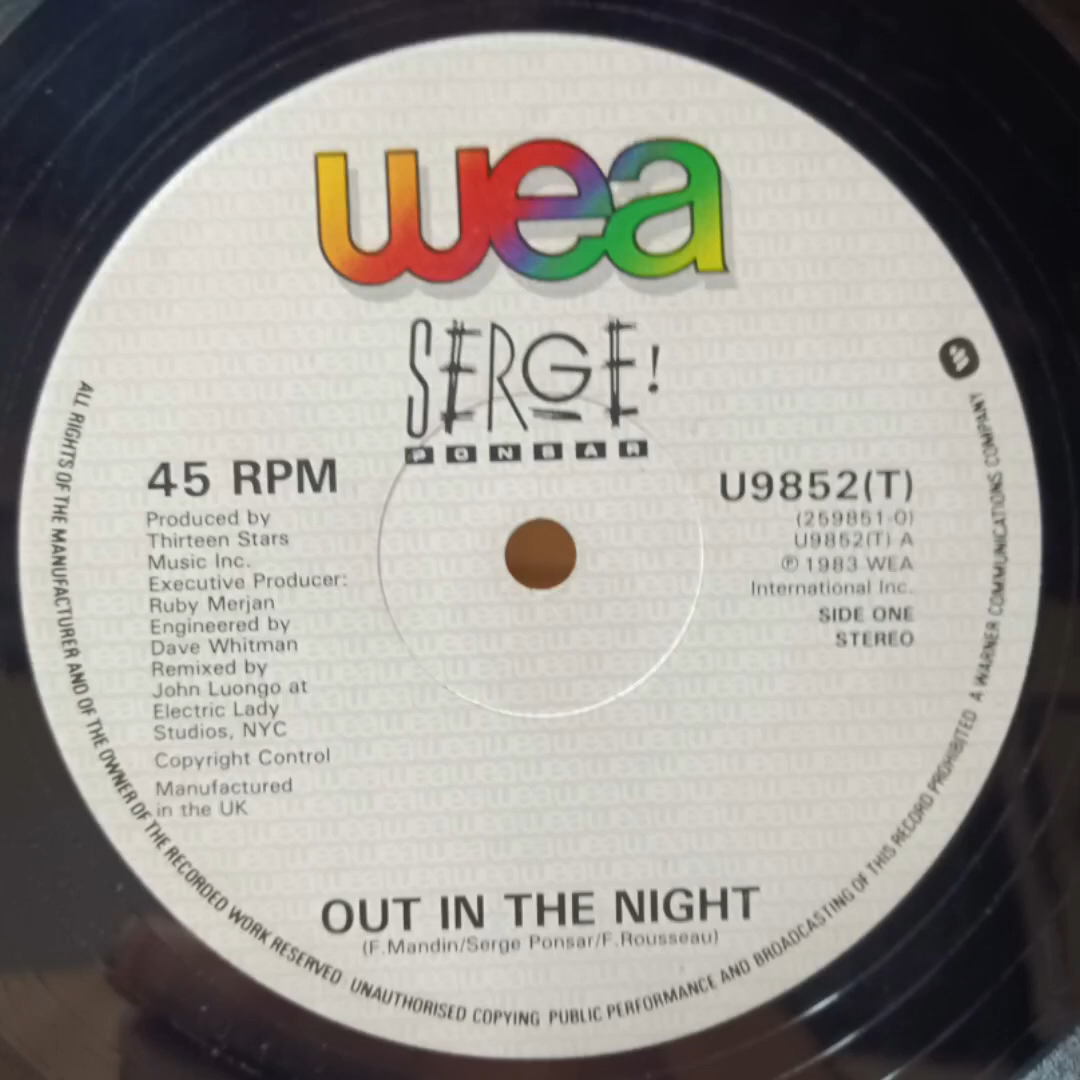 wea
SERGE!
PONSAR
45 RPM
Produced by
Thirteen Stars
Music Inc.
Executive Producer:
Ruby Merjan
Engineered by
Dave Whitman
Remixed by
John Luongo at
Electric Lady
Studios, NYC
Copyright Control
Manufactured
in the UK
U9852(T)
(259851-0)
U9852(T) A
℗ 1983 WEA
International Inc.
SIDE ONE
STEREO
OUT IN THE NIGHT
(F.Mandin/Serge Ponsar/F.Rousseau)
ALL RIGHTS OF THE MANUFACTURER AND OF THE OWNER OF THE RECORDED WORK RESERVED UNAUTHORISED COPYING PUBLIC PERFORMANCE AND BROADCASTING OF THIS RECORD PROHIBITED A WARNER COMMUNICATIONS COMPANY